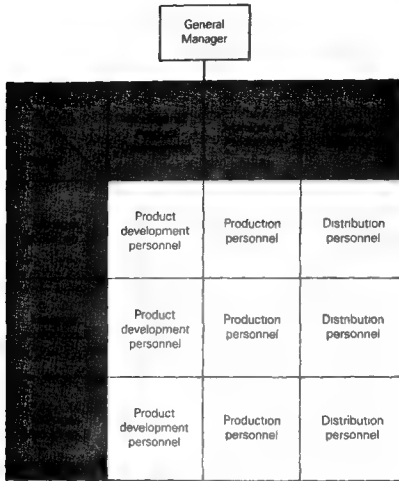 General
Manager
Product
development
personnel
Production
personnel
Distribution
personnel
Product
development
personnel
Production
personnel
Distribution
personnel
Product
development
personnel
Production
personnel
Distribution
personnel